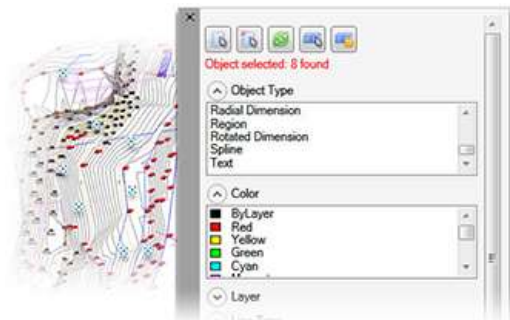 Object selected: 8 found
Object Type
Radial Dimension
Region
Rotated Dimension
Spline
Text
Color
ByLayer
Red
Yellow
Green
Cyan
Layer